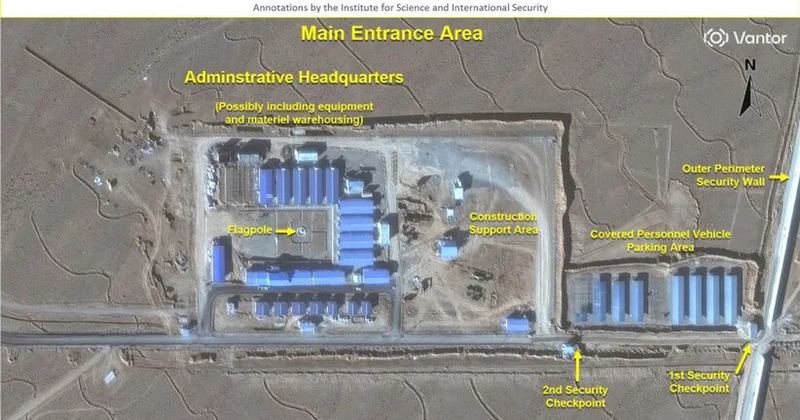 Annotations by the Institute for Science and International Security
Main Entrance Area
Vantor
Adminstrative Headquarters
N
(Possibly including equipment
and materiel warehousing)
Outer Perimeter
Security Wall
Flagpole
Construction
Support Area
Covered Personnel Vehicle
Parking Area
2nd Security
Checkpoint
1st Security
Checkpoint